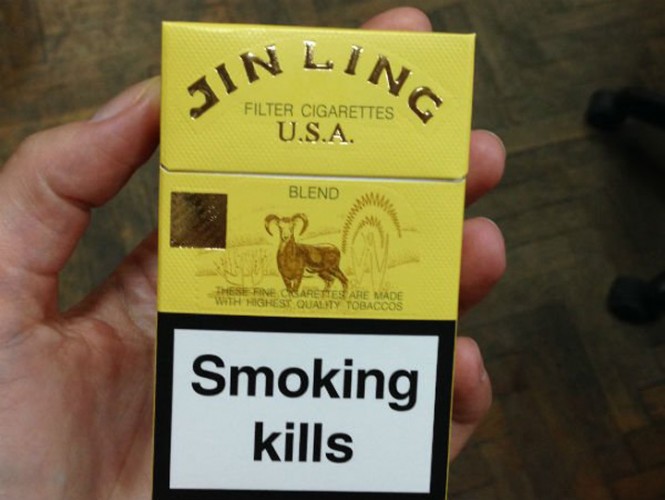 JIN LING
FILTER CIGARETTES
U.S.A.
BLEND
THESE FINE CIGARETTES ARE MADE
WITH HIGHEST QUALITY TOBACCOS
Smoking
kills